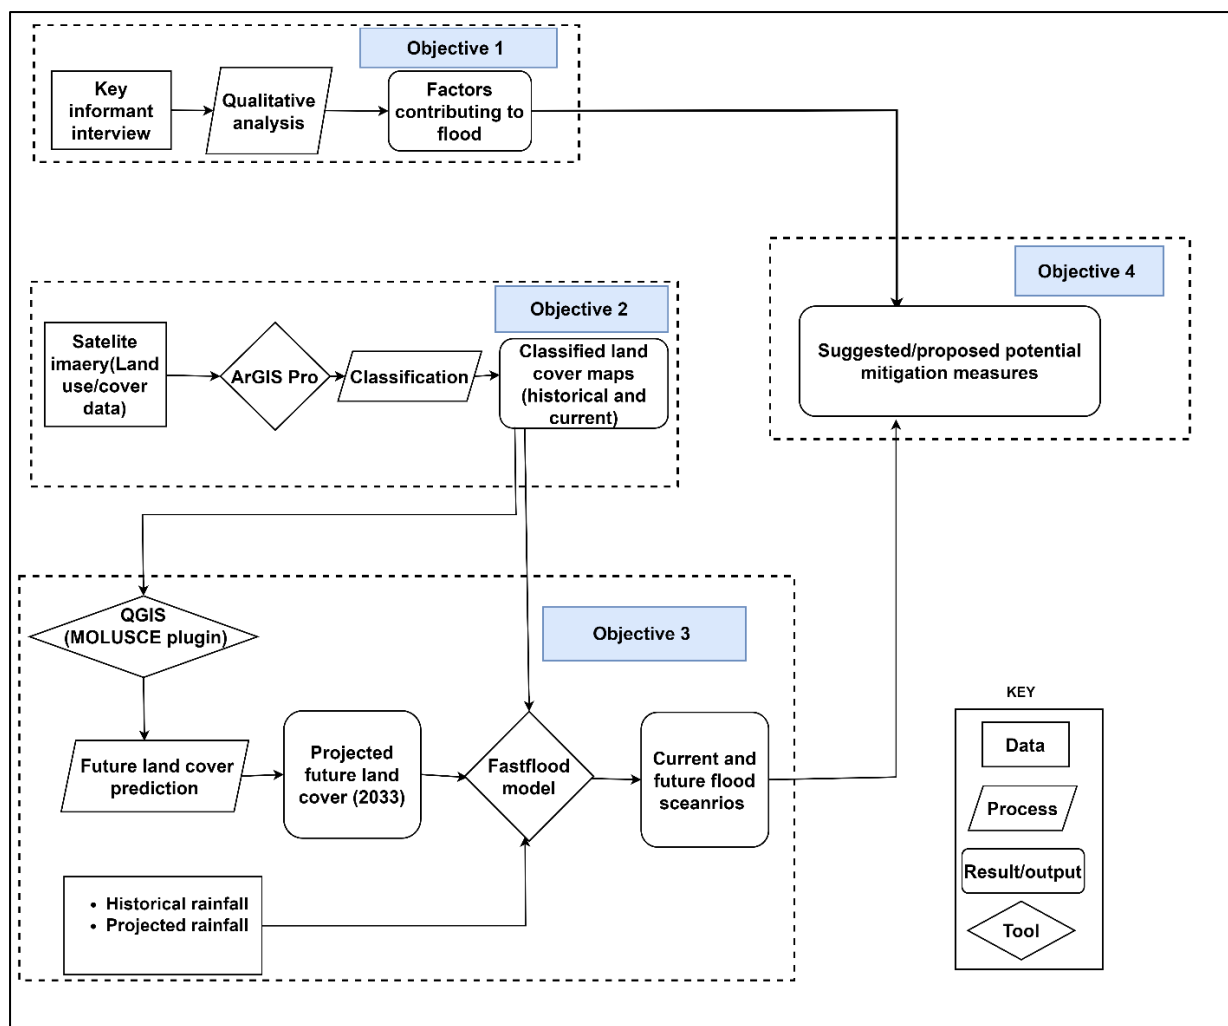 Objective 1
Key
informant
interview
Qualitative
analysis
Factors
contributing to
flood
Objective 2
Satelite
imaery(Land
use/cover
data)
ArGIS Pro
Classification
Classified land
cover maps
(historical and
current)
Objective 4
Suggested/proposed potential
mitigation measures
QGIS
(MOLUSCE plugin)
Objective 3
Future land cover
prediction
Projected
future land
cover (2033)
Fastflood
model
Current and
future flood
sceanrios
• Historical rainfall
• Projected rainfall
KEY
Data
Process
Result/output
Tool